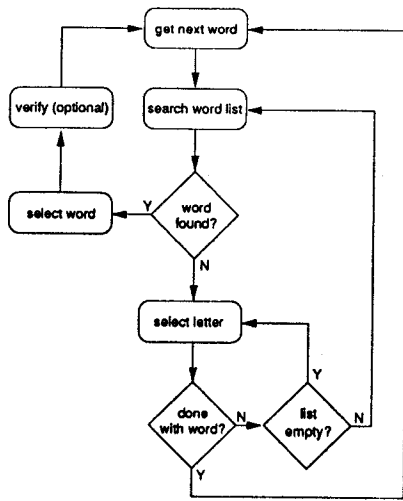 get next word
verify (optional)
search word list
select word
Y
word
found?
N
select letter
Y
done
with word?
N
list
empty?
N
Y